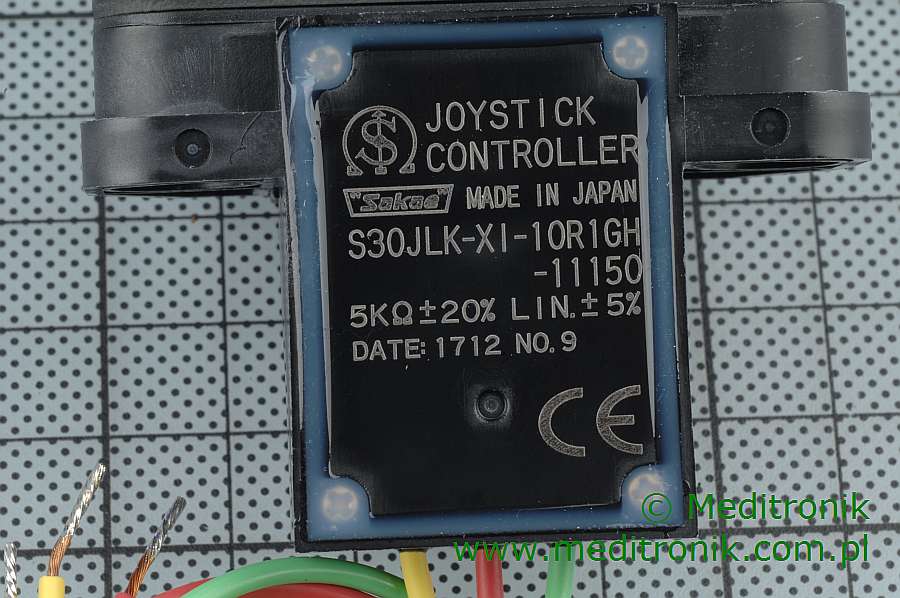 JOYSTICK
CONTROLLER
"Sakae" MADE IN JAPAN
S30JLK-XI-10R1GH
-11150
5KΩ±20% LIN.±5%
DATE: 1712 NO.9
CE
© Meditronik
www.meditronik.com.pl